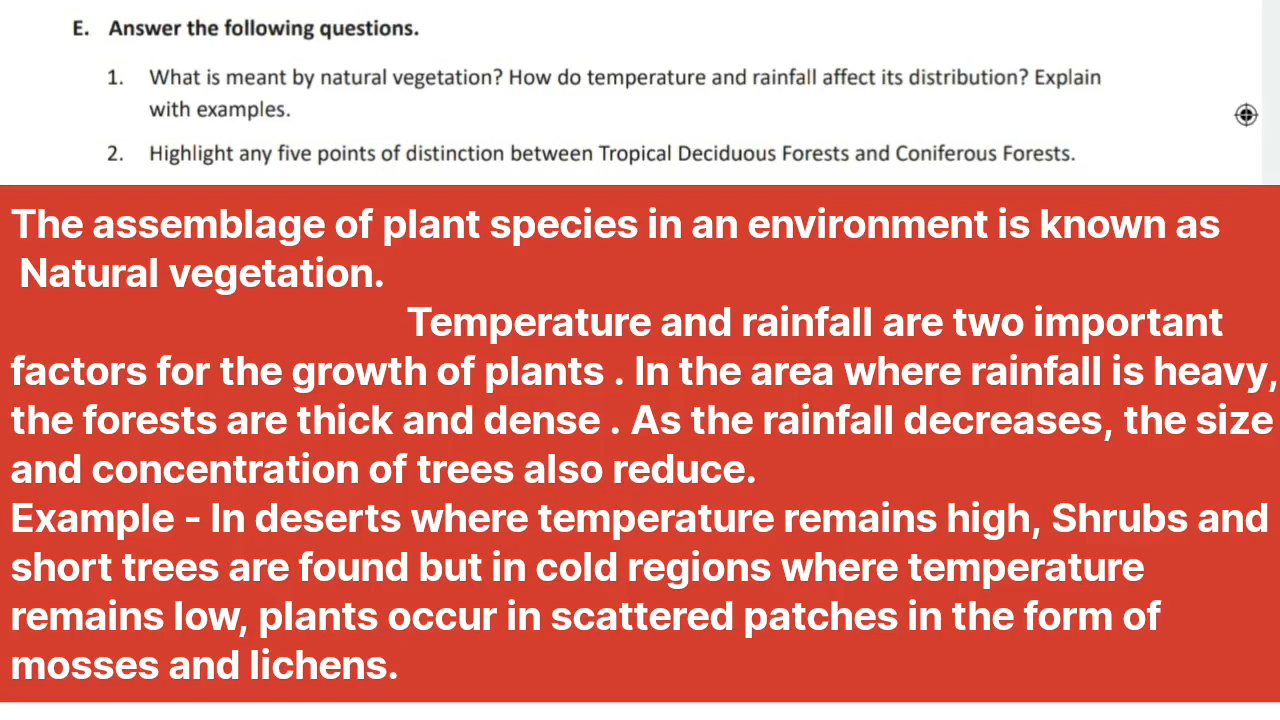 E. Answer the following questions.
1. What is meant by natural vegetation? How do temperature and rainfall affect its distribution? Explain
with examples.
2. Highlight any five points of distinction between Tropical Deciduous Forests and Coniferous Forests.
The assemblage of plant species in an environment is known as
Natural vegetation.
Temperature and rainfall are two important
factors for the growth of plants . In the area where rainfall is heavy,
the forests are thick and dense . As the rainfall decreases, the size
and concentration of trees also reduce.
Example - In deserts where temperature remains high, Shrubs and
short trees are found but in cold regions where temperature
remains low, plants occur in scattered patches in the form of
mosses and lichens.